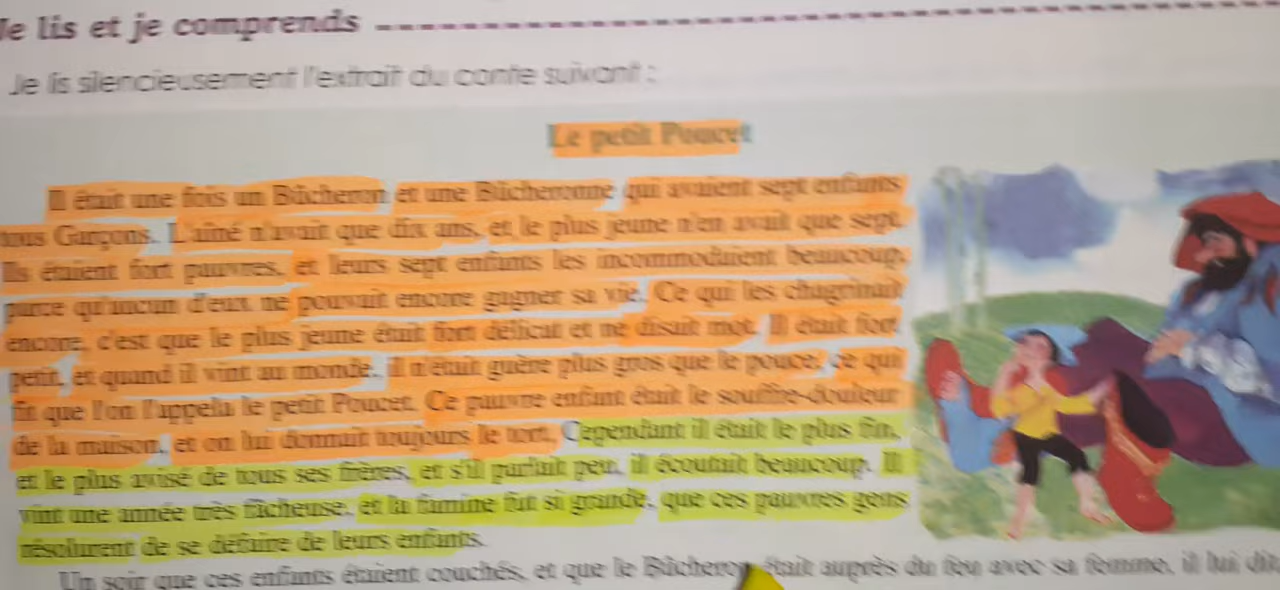 Je lis et je comprends
Je lis silencieusement l'extrait du conte suivant :
Le petit Poucet
Il était une fois un Bûcheron et une Bûcheronne qui avaient sept enfants
tous Garçons. L'aîné n'avait que dix ans, et le plus jeune n'en avait que sept.
Ils étaient fort pauvres, et leurs sept enfants les incommodaient beaucoup,
parce qu'aucun d'eux ne pouvait encore gagner sa vie. Ce qui les chagrinait
encore, c'est que le plus jeune était fort délicat et ne disait mot. Il était fort
petit, et quand il vint au monde, il n'était guère plus gros que le pouce, ce qui
fit que l'on l'appela le petit Poucet. Ce pauvre enfant était le souffre-douleur
de la maison, et on lui donnait toujours le tort. Cependant il était le plus fin,
et le plus avisé de tous ses frères, et s'il parlait peu, il écoutait beaucoup. Il
vint une année très fâcheuse, et la famine fut si grande, que ces pauvres gens
résolurent de se défaire de leurs enfants.
Un soir que ces enfants étaient couchés, et que le Bûcheron était auprès du feu avec sa femme, il lui dit,